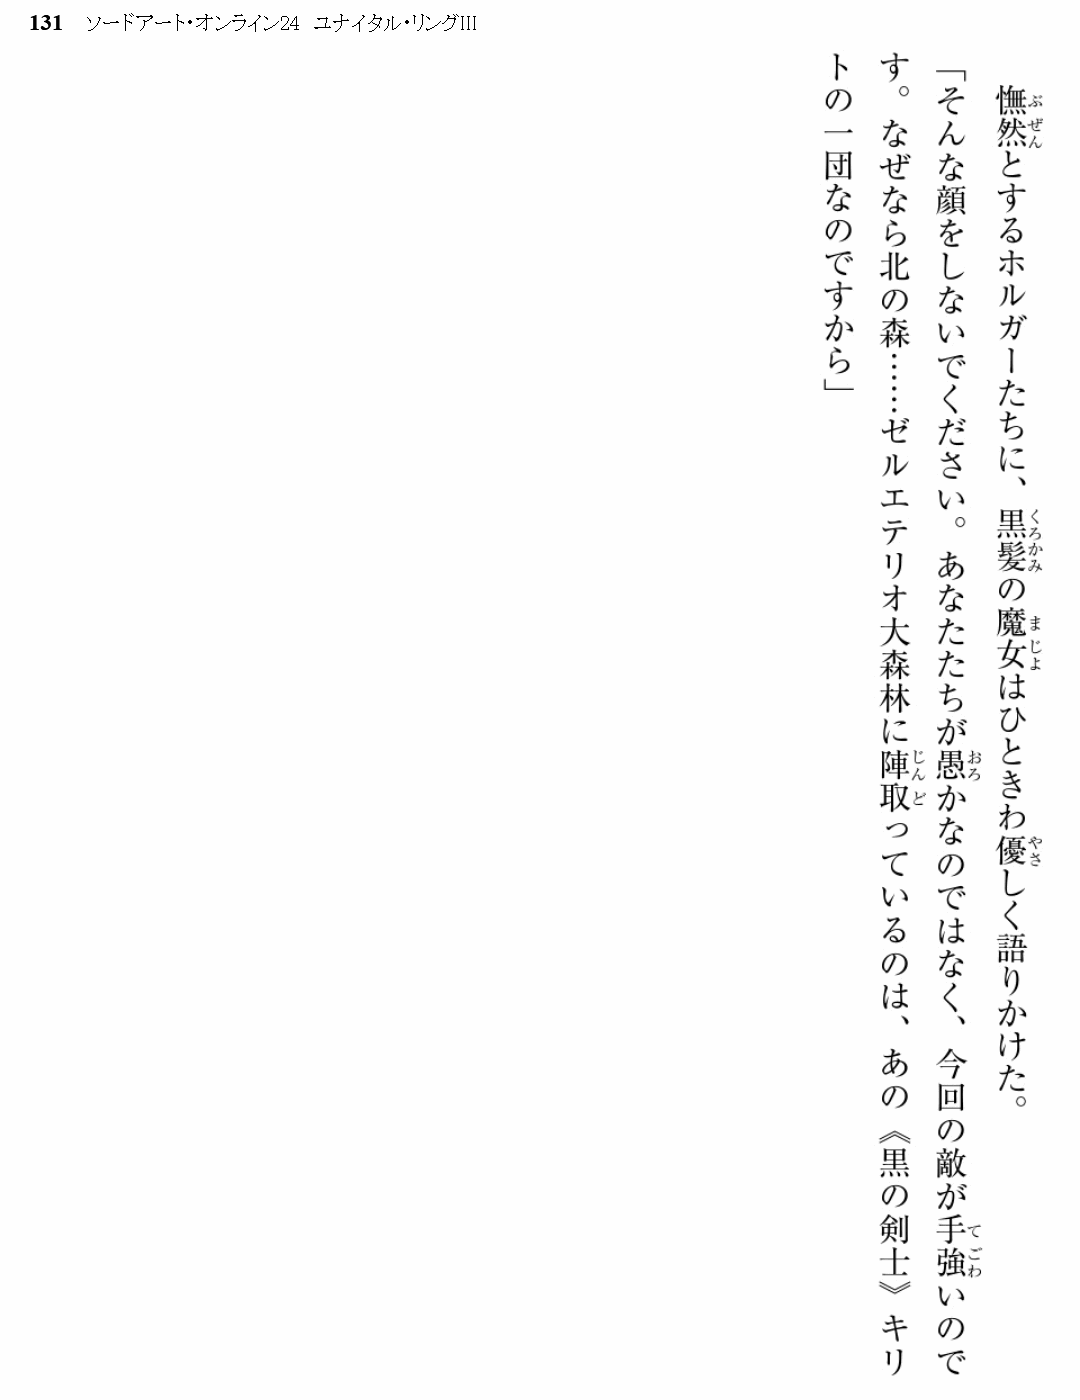 131 ソードアート・オンライン24 ユナイタル・リングIII
憮然とするホルガーたちに、黒髪の魔女はひときわ優しく語りかけた。
「そんな顔をしないでください。あなたたちが愚かなのではなく、今回の敵が手強いので
す。なぜなら北の森……ゼルエテリオ大森林に陣取っているのは、あの《黒の剣士》キリ
トの一団なのですから」